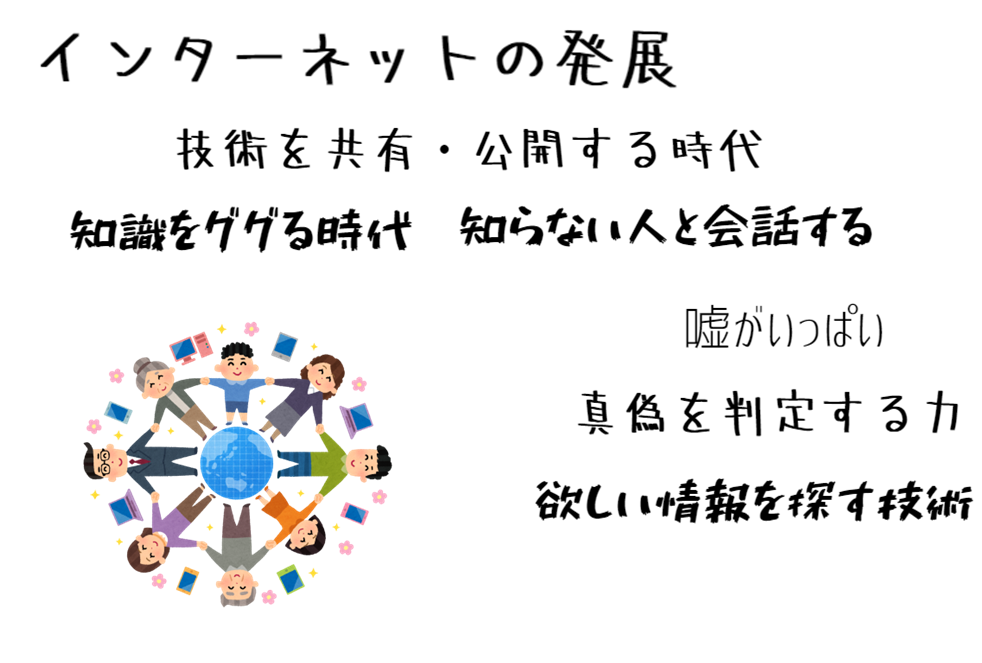 インターネットの発展
技術を共有・公開する時代
知識をググる時代　知らない人と会話する
嘘がいっぱい
真偽を判定する力
欲しい情報を探す技術